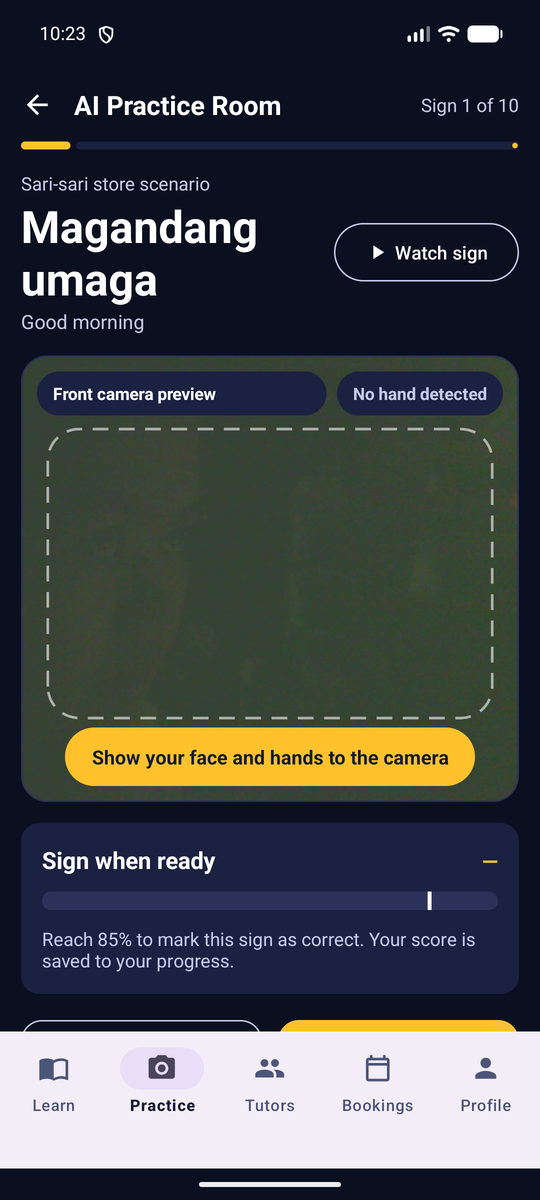 10:23
AI Practice Room
Sign 1 of 10
Sari-sari store scenario
Magandang
umaga
Watch sign
Good morning
Front camera preview
No hand detected
Show your face and hands to the camera
Sign when ready
Reach 85% to mark this sign as correct. Your score is
saved to your progress.
Learn
Practice
Tutors
Bookings
Profile